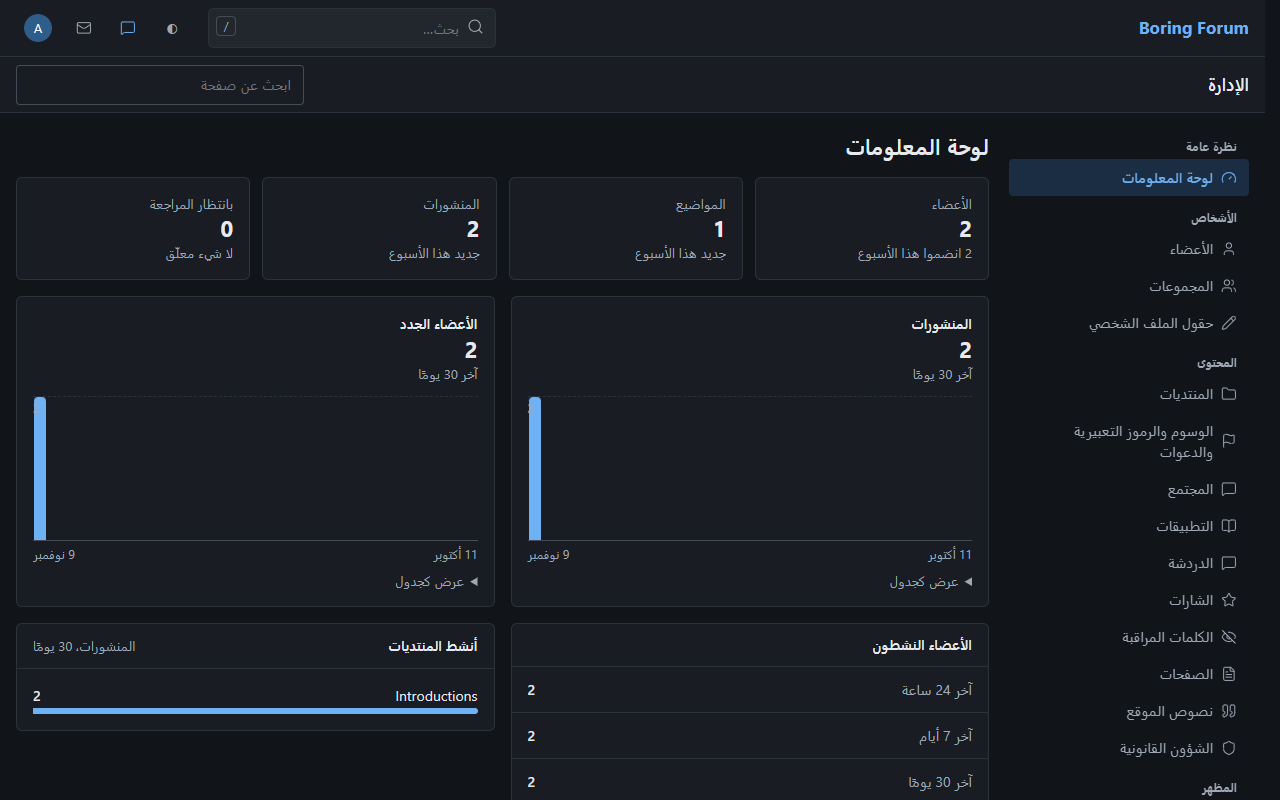 Boring Forum
بحث...
/
A
الإدارة
ابحث عن صفحة
نظرة عامة
لوحة المعلومات
الأشخاص
الأعضاء
المجموعات
حقول الملف الشخصي
المحتوى
المنتديات
الوسوم والرموز التعبيرية
والدعوات
المجتمع
التطبيقات
الدردشة
الشارات
الكلمات المراقبة
الصفحات
نصوص الموقع
الشؤون القانونية
المظهر
لوحة المعلومات
الأعضاء
2
2 انضموا هذا الأسبوع
المواضيع
1
جديد هذا الأسبوع
المنشورات
2
جديد هذا الأسبوع
بانتظار المراجعة
0
لا شيء معلّق
المنشورات
2
آخر 30 يومًا
11 أكتوبر
9 نوفمبر
عرض كجدول
الأعضاء الجدد
2
آخر 30 يومًا
11 أكتوبر
9 نوفمبر
عرض كجدول
الأعضاء النشطون
آخر 24 ساعة
2
آخر 7 أيام
2
آخر 30 يومًا
2
أنشط المنتديات
المنشورات، 30 يومًا
Introductions
2